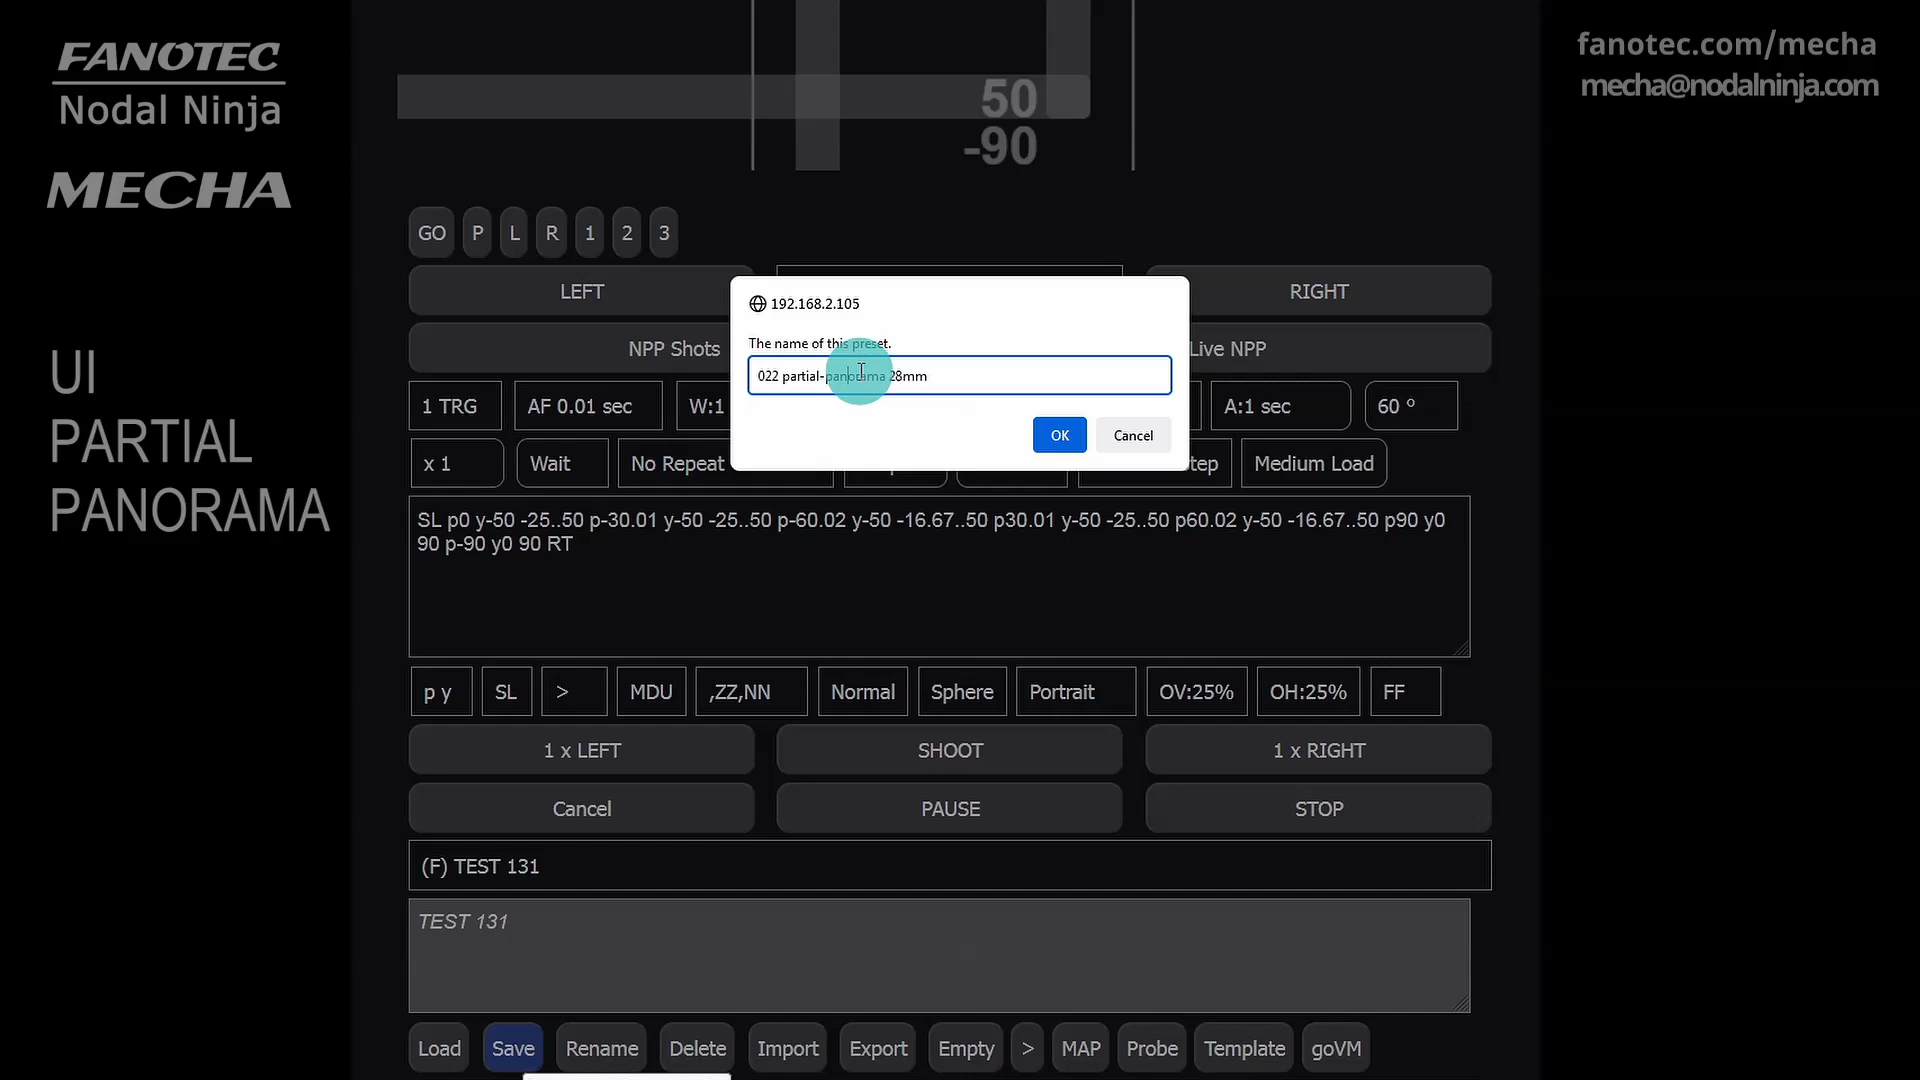 FANOTEC
Nodal Ninja
MECHA
fanotec.com/mecha
mecha@nodalninja.com
UI
PARTIAL
PANORAMA
50
-90
GO P L R 1 2 3
LEFT RIGHT
NPP Shots Live NPP
192.168.2.105
The name of this preset.
022 partial-panorama 28mm
OK Cancel
1 TRG AF 0.01 sec W:1 A:1 sec 60 °
x 1 Wait No Repeat tep Medium Load
SL p0 y-50 -25..50 p-30.01 y-50 -25..50 p-60.02 y-50 -16.67..50 p30.01 y-50 -25..50 p60.02 y-50 -16.67..50 p90 y0
90 p-90 y0 90 RT
p y SL > MDU ,ZZ,NN Normal Sphere Portrait OV:25% OH:25% FF
1 x LEFT SHOOT 1 x RIGHT
Cancel PAUSE STOP
(F) TEST 131
TEST 131
Load Save Rename Delete Import Export Empty > MAP Probe Template goVM